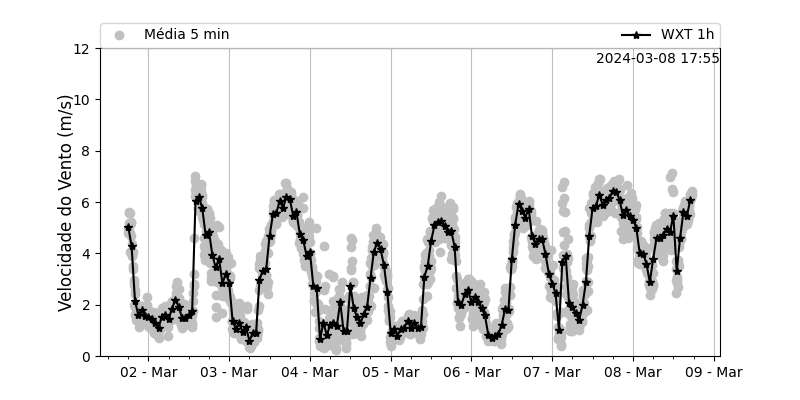 Média 5 min
WXT 1h
2024-03-08 17:55
Velocidade do Vento (m/s)
12
10
8
6
4
2
0
02 - Mar 03 - Mar 04 - Mar 05 - Mar 06 - Mar 07 - Mar 08 - Mar 09 - Mar